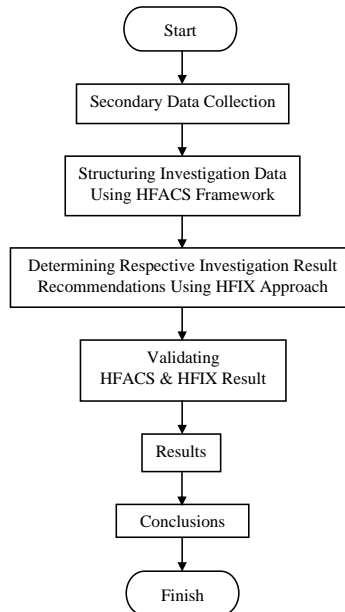 Start
Secondary Data Collection
Structuring Investigation Data
Using HFACS Framework
Determining Respective Investigation Result
Recommendations Using HFIX Approach
Validating
HFACS & HFIX Result
Results
Conclusions
Finish